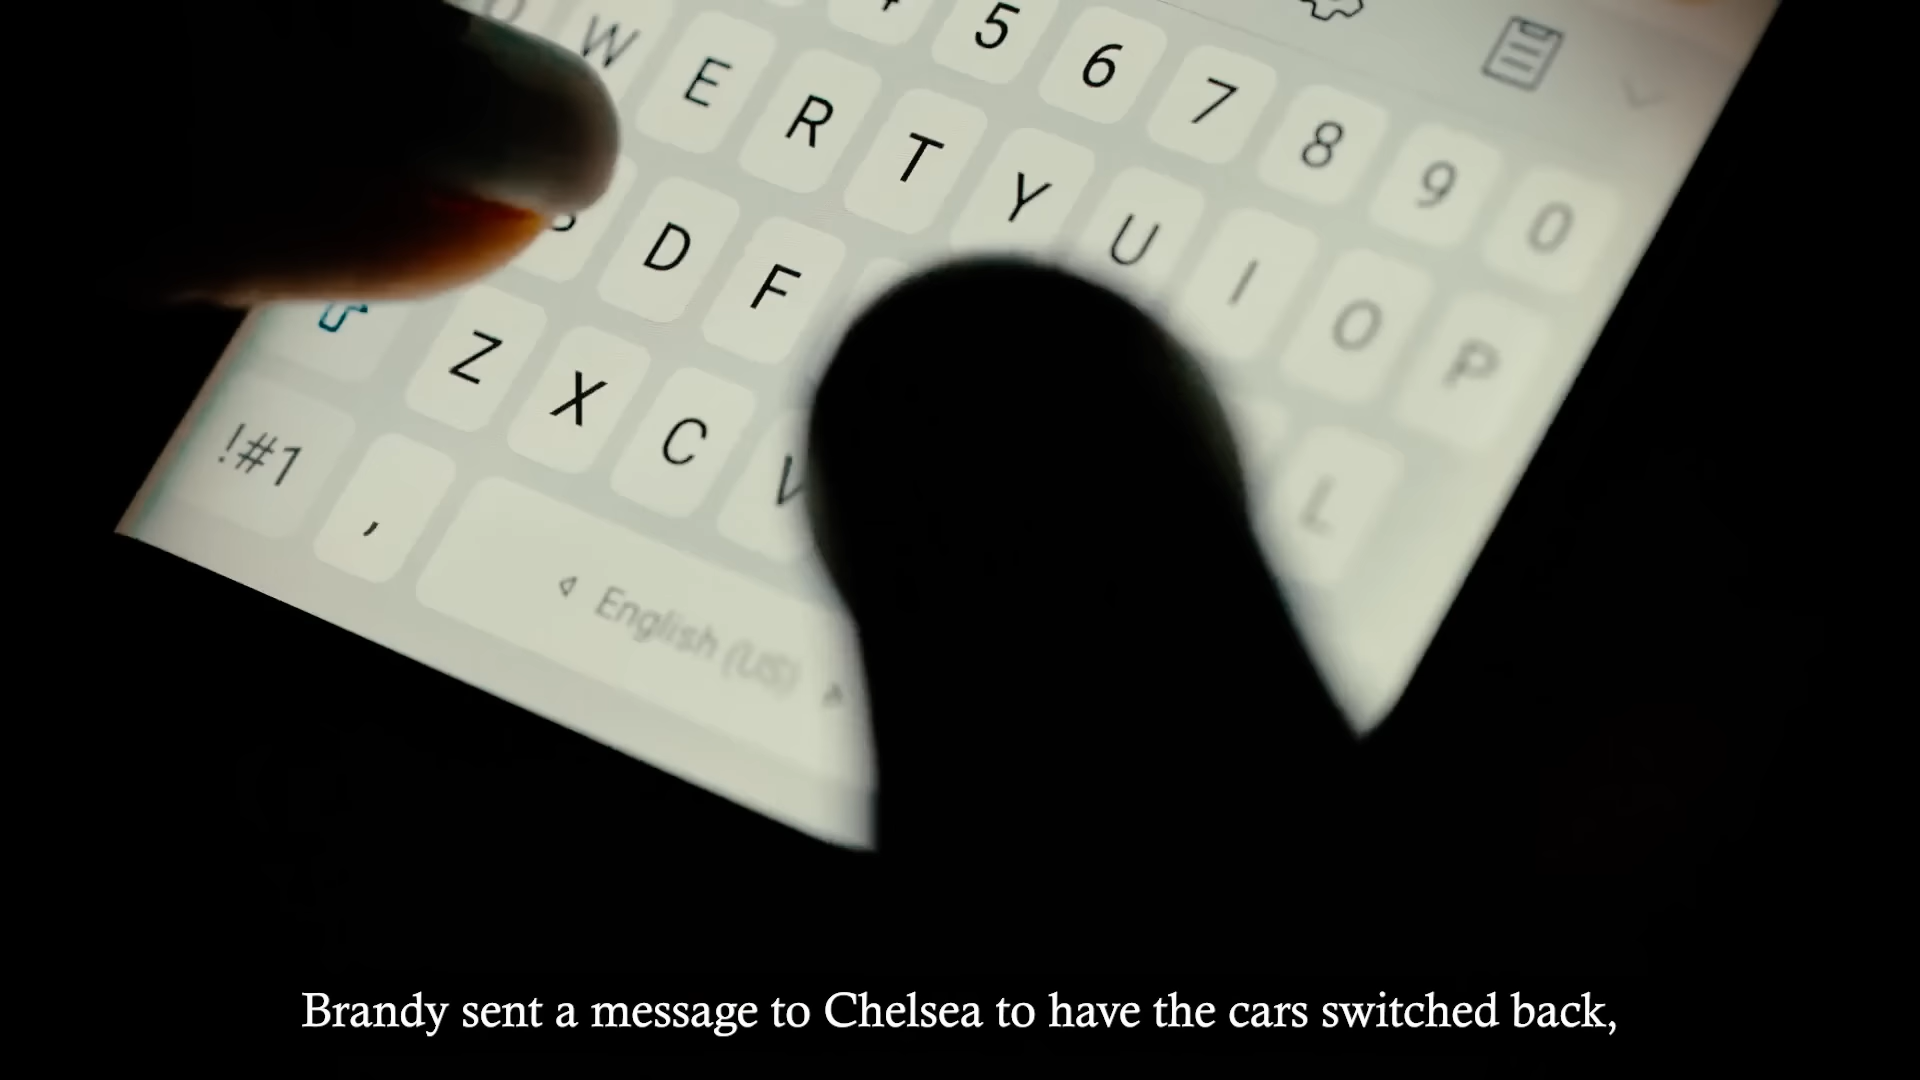 5 6 7 8 9 0
W E R T Y U I O P
D F L
Z X C V
!#1 , English (US)
Brandy sent a message to Chelsea to have the cars switched back,